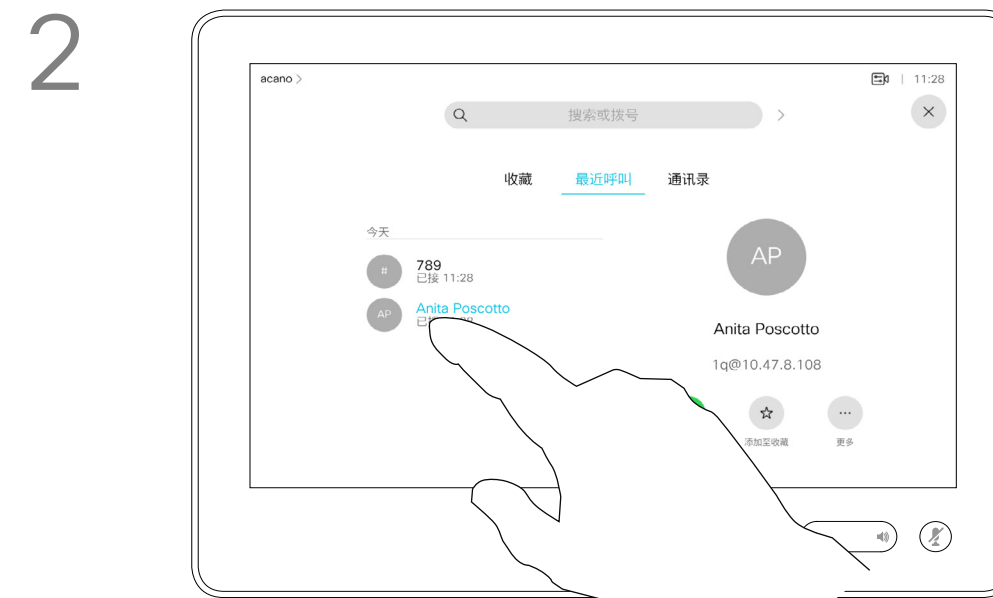 2
acano >
11:28
搜索或拨号
收藏 最近呼叫 通讯录
今天
#
789
已接 11:28
AP
Anita Poscotto
AP
Anita Poscotto
1q@10.47.8.108
添加至收藏 更多